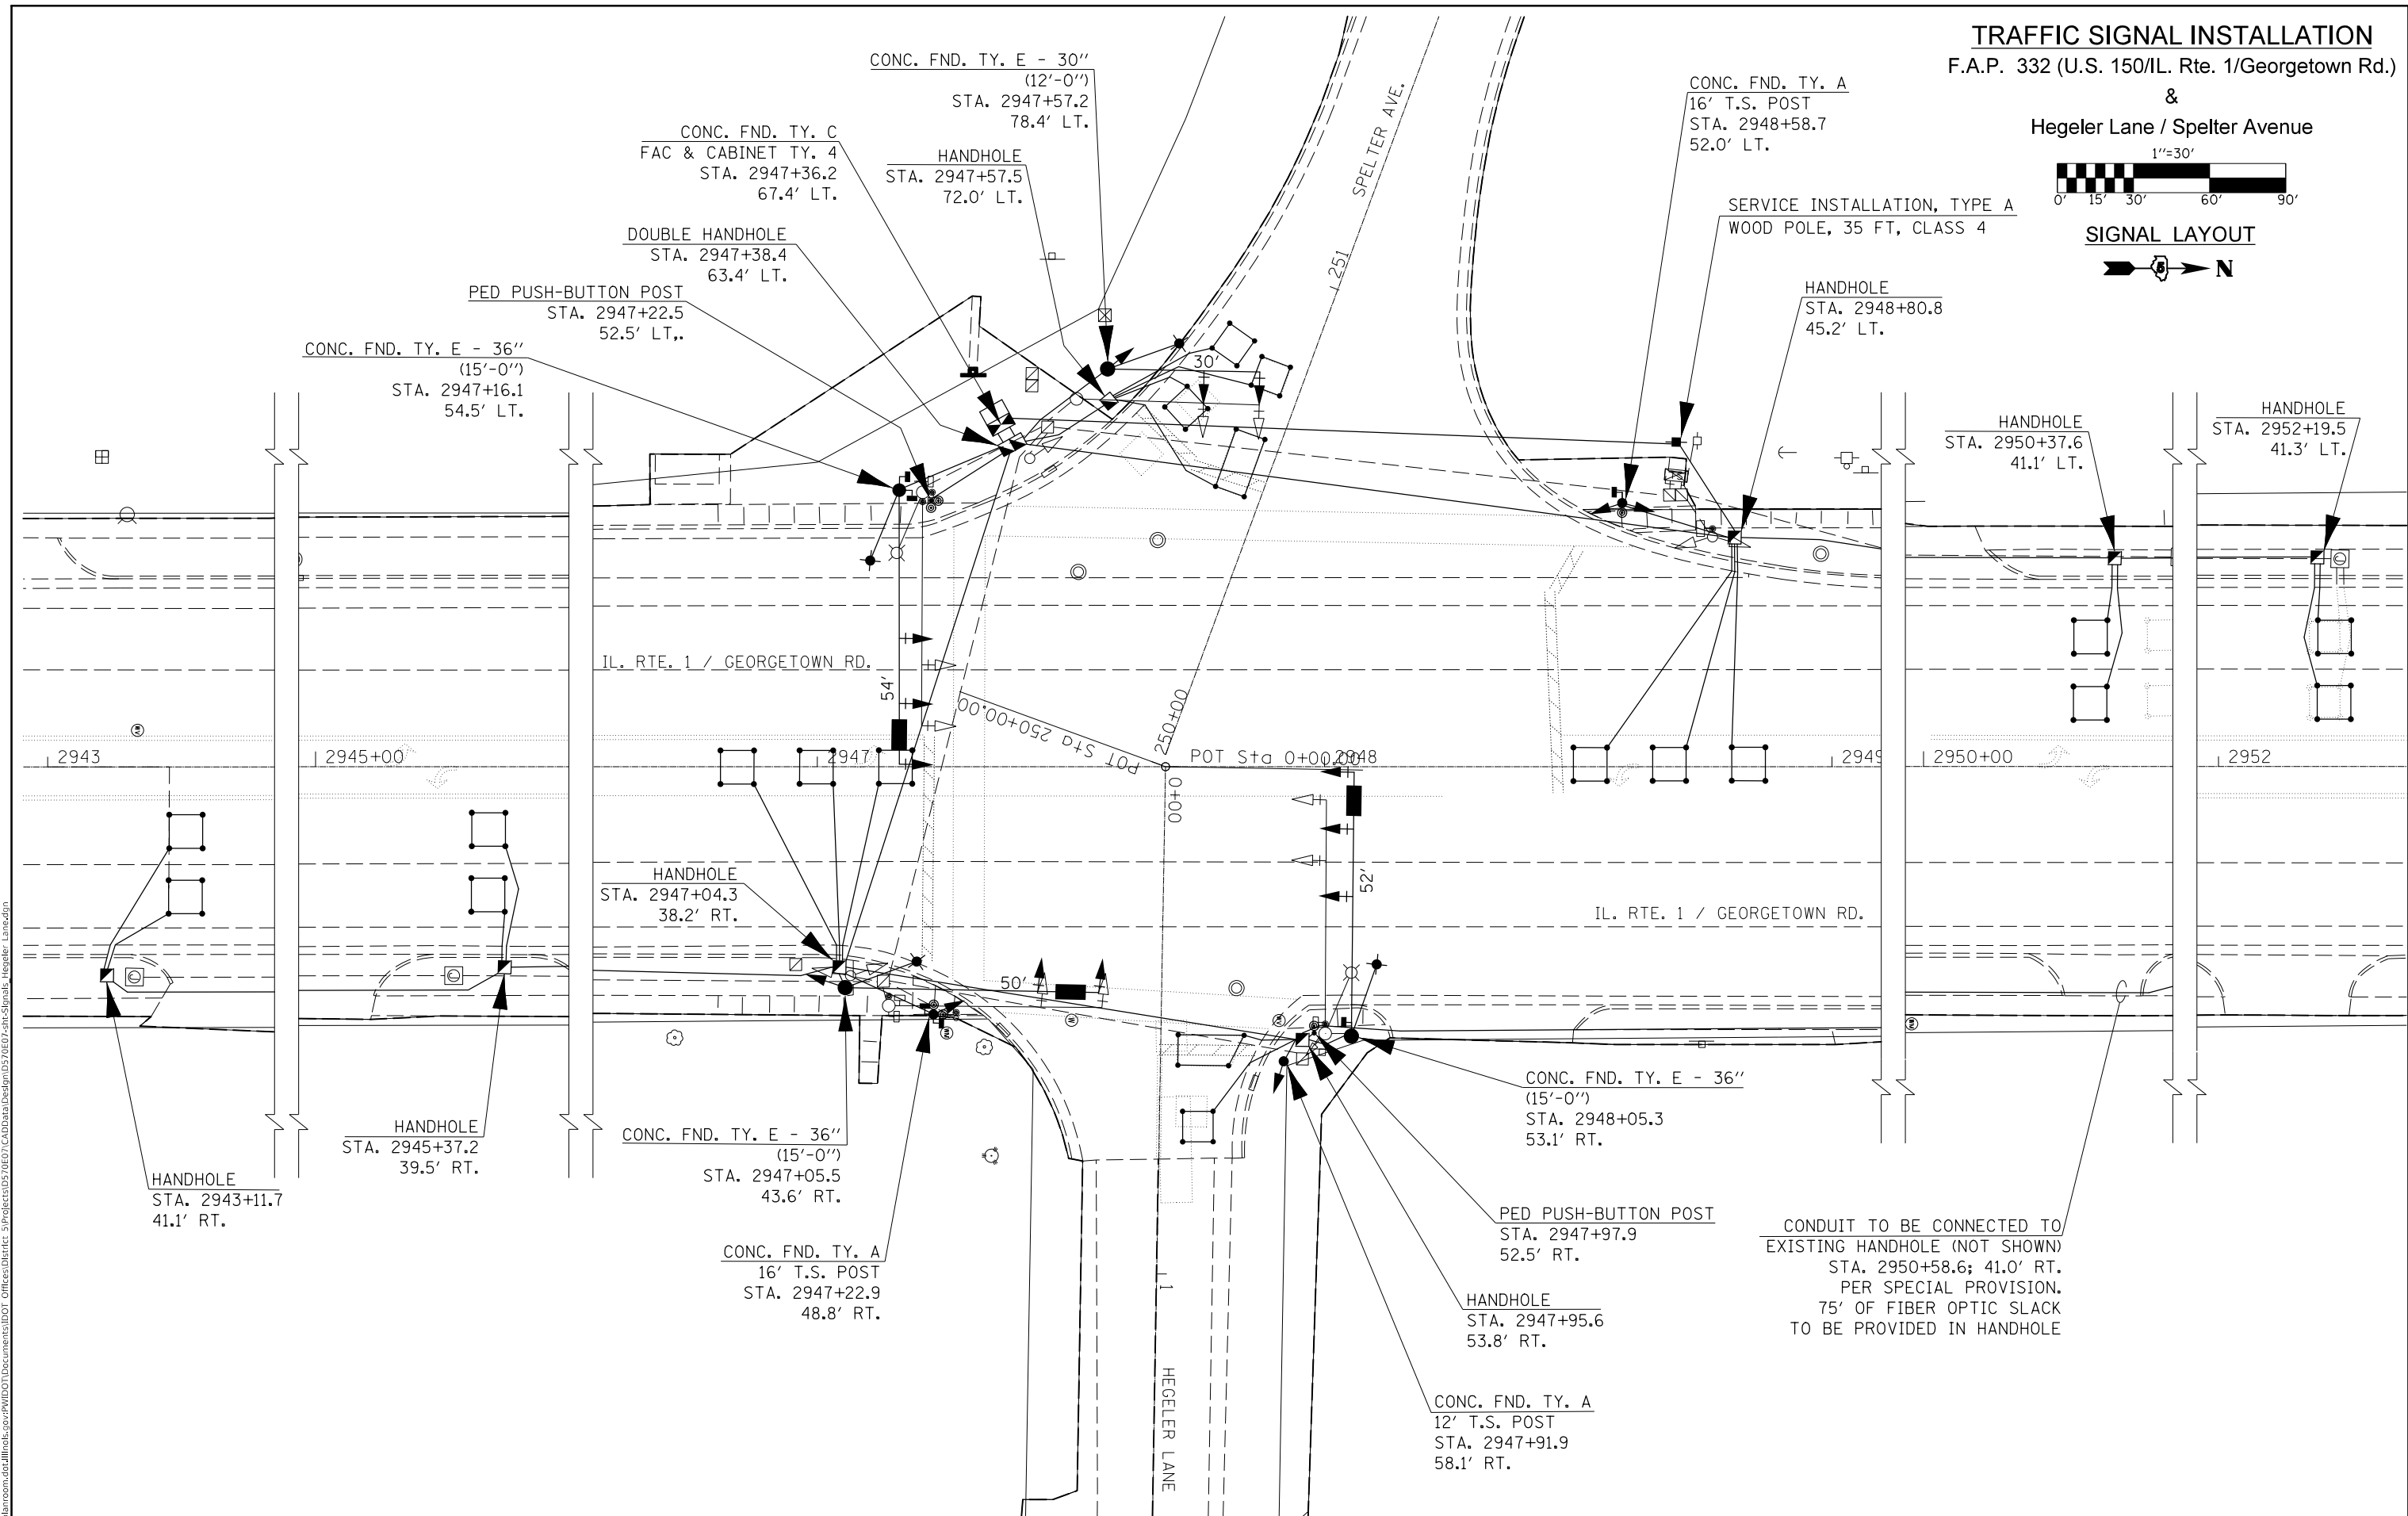 TRAFFIC SIGNAL INSTALLATION
F.A.P. 332 (U.S. 150/IL. Rte. 1/Georgetown Rd.)
&
Hegeler Lane / Spelter Avenue
1''=30'
0' 15' 30' 60' 90'
SIGNAL LAYOUT
5 N
CONC. FND. TY. E - 30''
(12'-0'')
STA. 2947+57.2
78.4' LT.
CONC. FND. TY. C
FAC & CABINET TY. 4
STA. 2947+36.2
67.4' LT.
HANDHOLE
STA. 2947+57.5
72.0' LT.
DOUBLE HANDHOLE
STA. 2947+38.4
63.4' LT.
PED PUSH-BUTTON POST
STA. 2947+22.5
52.5' LT,.
CONC. FND. TY. E - 36''
(15'-0'')
STA. 2947+16.1
54.5' LT.
CONC. FND. TY. A
16' T.S. POST
STA. 2948+58.7
52.0' LT.
SERVICE INSTALLATION, TYPE A
WOOD POLE, 35 FT, CLASS 4
HANDHOLE
STA. 2948+80.8
45.2' LT.
HANDHOLE
STA. 2950+37.6
41.1' LT.
HANDHOLE
STA. 2952+19.5
41.3' LT.
SPELTER AVE.
251
30'
IL. RTE. 1 / GEORGETOWN RD.
54'
POT Sta 250+00.00
250+00
POT Sta 0+00.00
0+00
2943
2945+00
2947
2948
2949
2950+00
2952
52'
IL. RTE. 1 / GEORGETOWN RD.
50'
HANDHOLE
STA. 2947+04.3
38.2' RT.
HANDHOLE
STA. 2943+11.7
41.1' RT.
HANDHOLE
STA. 2945+37.2
39.5' RT.
CONC. FND. TY. E - 36''
(15'-0'')
STA. 2947+05.5
43.6' RT.
CONC. FND. TY. A
16' T.S. POST
STA. 2947+22.9
48.8' RT.
CONC. FND. TY. E - 36''
(15'-0'')
STA. 2948+05.3
53.1' RT.
PED PUSH-BUTTON POST
STA. 2947+97.9
52.5' RT.
HANDHOLE
STA. 2947+95.6
53.8' RT.
CONC. FND. TY. A
12' T.S. POST
STA. 2947+91.9
58.1' RT.
CONDUIT TO BE CONNECTED TO
EXISTING HANDHOLE (NOT SHOWN)
STA. 2950+58.6; 41.0' RT.
PER SPECIAL PROVISION.
75' OF FIBER OPTIC SLACK
TO BE PROVIDED IN HANDHOLE
1
HEGELER LANE